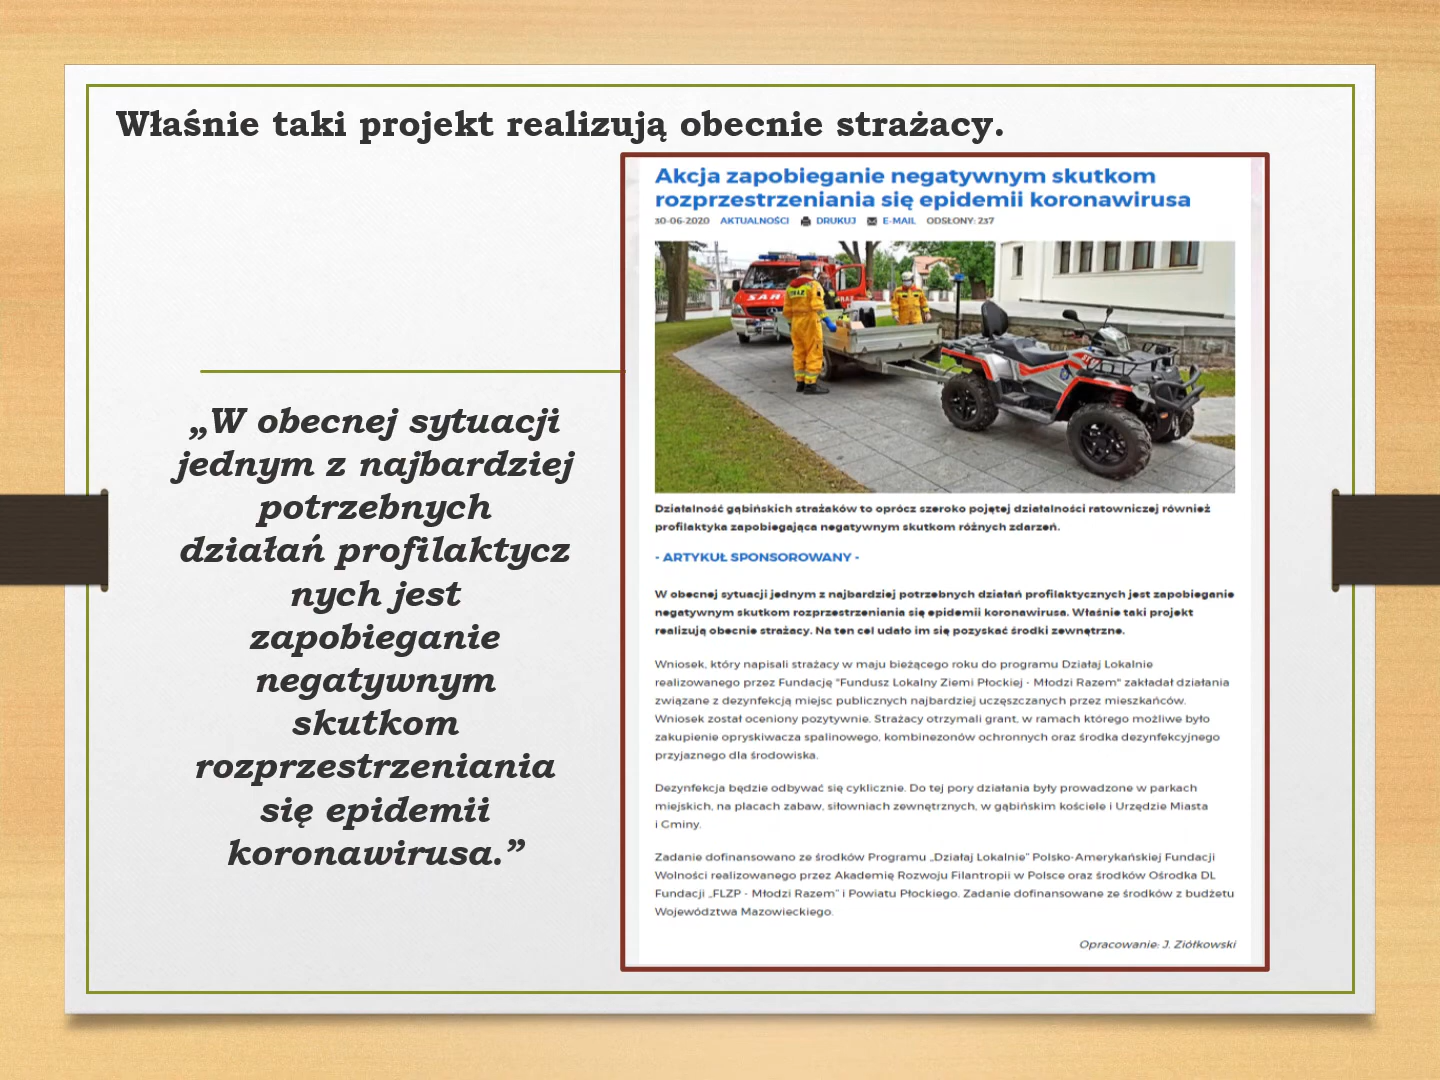 Właśnie taki projekt realizują obecnie strażacy.
„W obecnej sytuacji
jednym z najbardziej
potrzebnych
działań profilaktycz
nych jest
zapobieganie
negatywnym
skutkom
rozprzestrzeniania
się epidemii
koronawirusa.”
Akcja zapobieganie negatywnym skutkom
rozprzestrzeniania się epidemii koronawirusa
30-06-2020 AKTUALNOŚCI DRUKUJ E-MAIL ODSŁONY: 237
SAR
STRAŻ
Działalność gąbińskich strażaków to oprócz szeroko pojętej działalności ratowniczej również
profilaktyka zapobiegająca negatywnym skutkom różnych zdarzeń.
- ARTYKUŁ SPONSOROWANY -
W obecnej sytuacji jednym z najbardziej potrzebnych działań profilaktycznych jest zapobieganie
negatywnym skutkom rozprzestrzeniania się epidemii koronawirusa. Właśnie taki projekt
realizują obecnie strażacy. Na ten cel udało im się pozyskać środki zewnętrzne.
Wniosek, który napisali strażacy w maju bieżącego roku do programu Działaj Lokalnie
realizowanego przez Fundację "Fundusz Lokalny Ziemi Płockiej - Młodzi Razem" zakładał działania
związane z dezynfekcją miejsc publicznych najbardziej uczęszczanych przez mieszkańców.
Wniosek został oceniony pozytywnie. Strażacy otrzymali grant, w ramach którego możliwe było
zakupienie opryskiwacza spalinowego, kombinezonów ochronnych oraz środka dezynfekcyjnego
przyjaznego dla środowiska.
Dezynfekcja będzie odbywać się cyklicznie. Do tej pory działania były prowadzone w parkach
miejskich, na placach zabaw, siłowniach zewnętrznych, w gąbińskim kościele i Urzędzie Miasta
i Gminy.
Zadanie dofinansowano ze środków Programu „Działaj Lokalnie” Polsko-Amerykańskiej Fundacji
Wolności realizowanego przez Akademię Rozwoju Filantropii w Polsce oraz środków Ośrodka DL
Fundacji „FLZP - Młodzi Razem” i Powiatu Płockiego. Zadanie dofinansowane ze środków z budżetu
Województwa Mazowieckiego.
Opracowanie: J. Ziółkowski